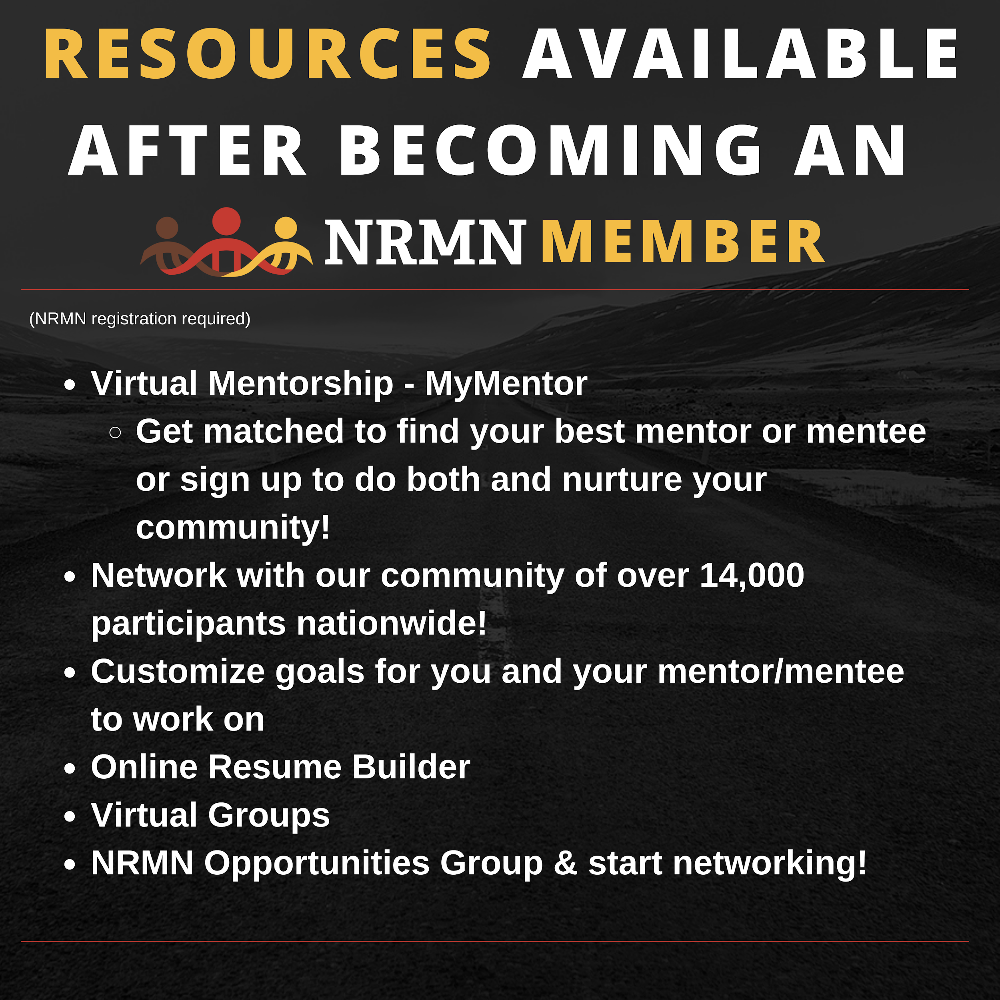 RESOURCES AVAILABLE
AFTER BECOMING AN
NRMN MEMBER
(NRMN registration required)
• Virtual Mentorship - MyMentor
○ Get matched to find your best mentor or mentee
or sign up to do both and nurture your
community!
• Network with our community of over 14,000
participants nationwide!
• Customize goals for you and your mentor/mentee
to work on
• Online Resume Builder
• Virtual Groups
• NRMN Opportunities Group & start networking!